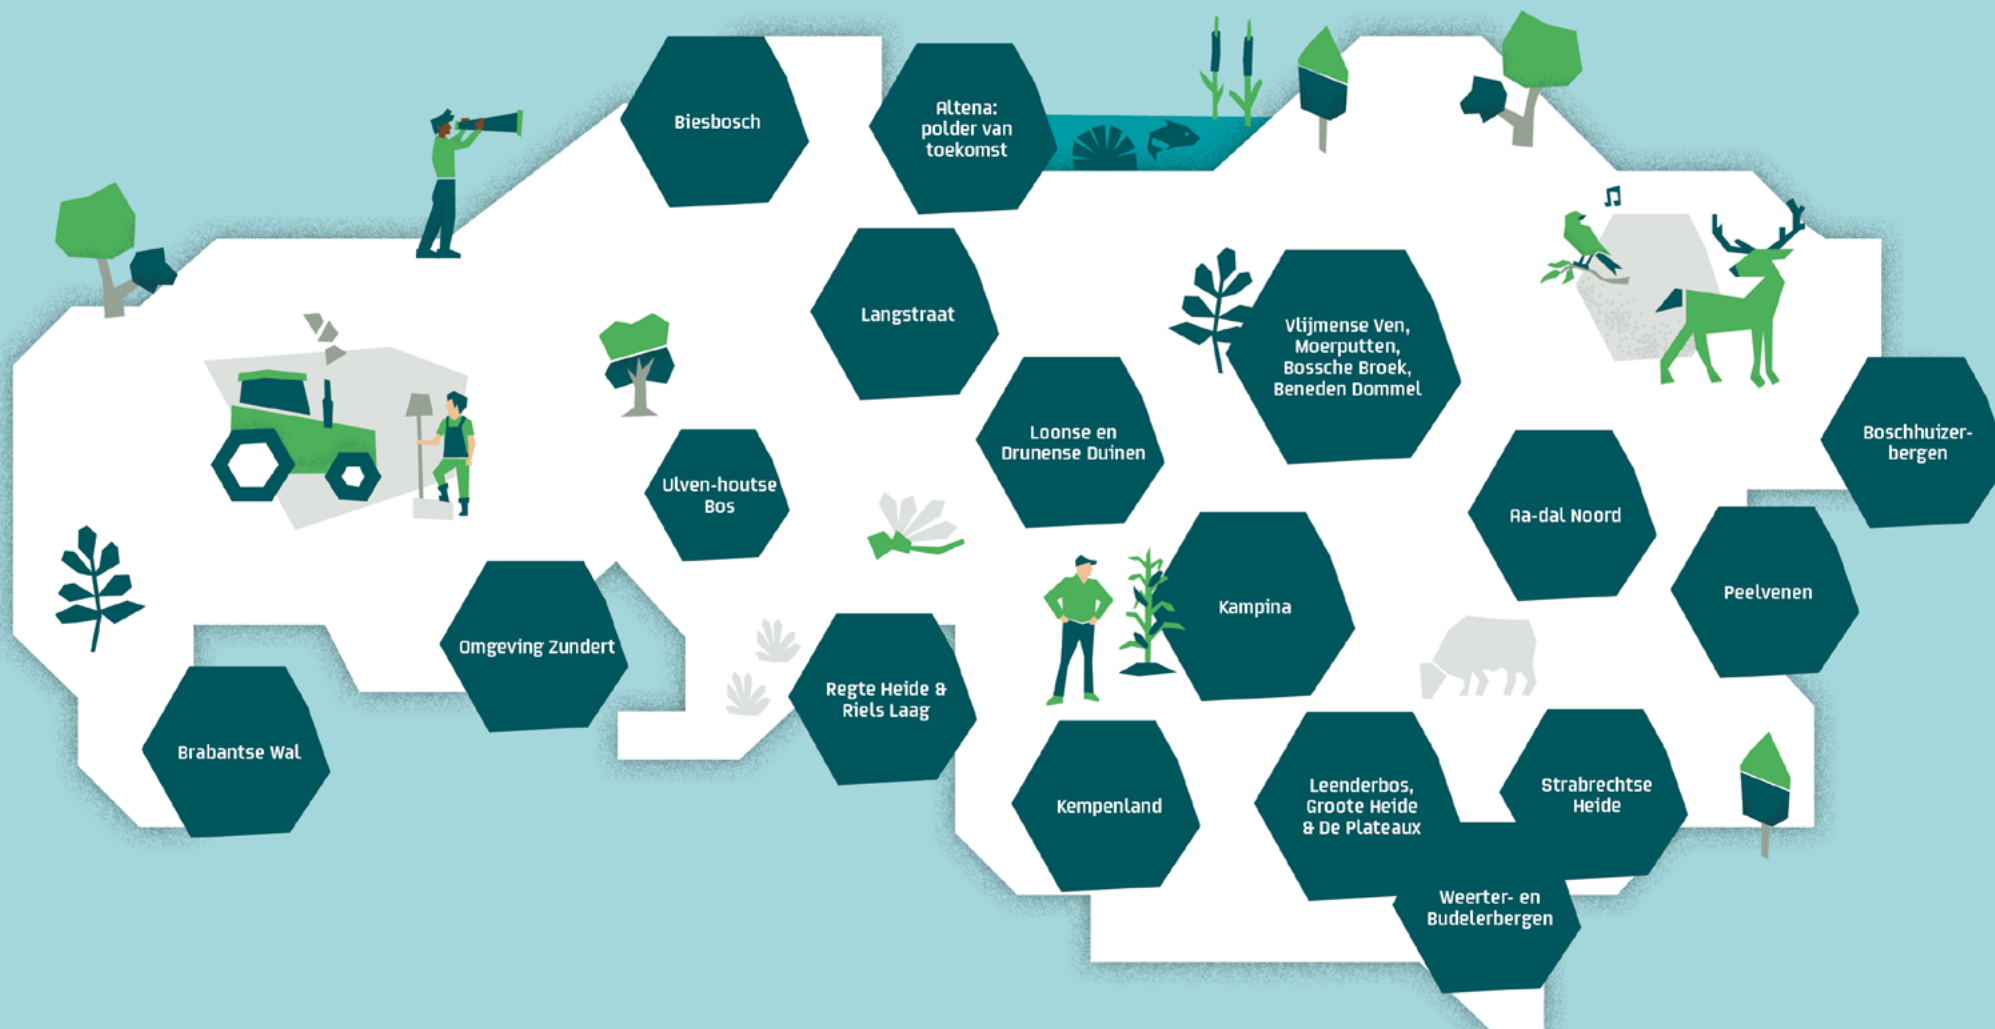 Biesbosch
Altena:
polder van
toekomst
Langstraat
Vlijmense Ven,
Moerputten,
Bossche Broek,
Beneden Dommel
Loonse en
Drunense Duinen
Boschhuizer-
bergen
Ulven-houtse
Bos
Aa-dal Noord
Peelvenen
Kampina
Omgeving Zundert
Regte Heide &
Riels Laag
Brabantse Wal
Kempenland
Leenderbos,
Groote Heide
& De Plateaux
Strabrechtse
Heide
Weerter- en
Budelerbergen